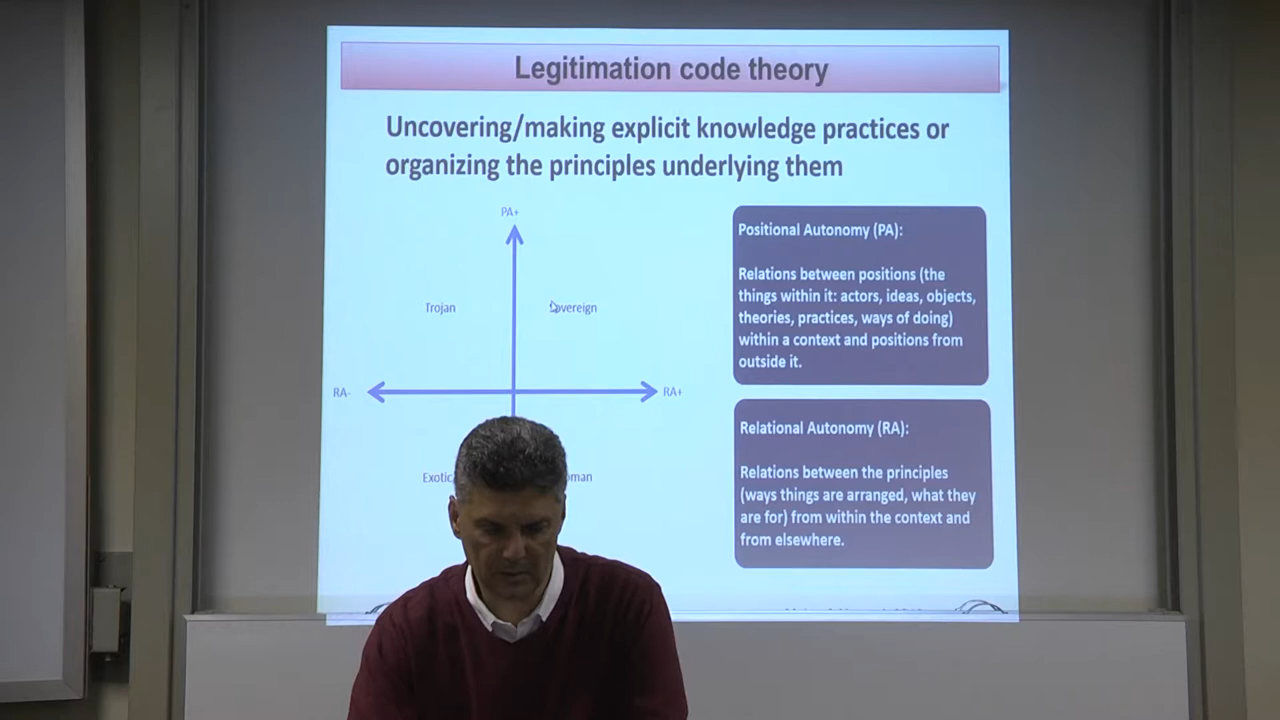 Legitimation code theory
Uncovering/making explicit knowledge practices or
organizing the principles underlying them
PA+
Trojan
Sovereign
RA-
RA+
Exotic
Positional Autonomy (PA):
Relations between positions (the
things within it: actors, ideas, objects,
theories, practices, ways of doing)
within a context and positions from
outside it.
Relational Autonomy (RA):
Relations between the principles
(ways things are arranged, what they
are for) from within the context and
from elsewhere.